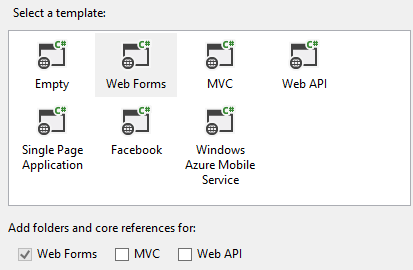 Select a template:
C# C# C# C#
Empty Web Forms MVC Web API
C# C# C#
Single Page Application Facebook Windows Azure Mobile Service
Add folders and core references for:
Web Forms MVC Web API